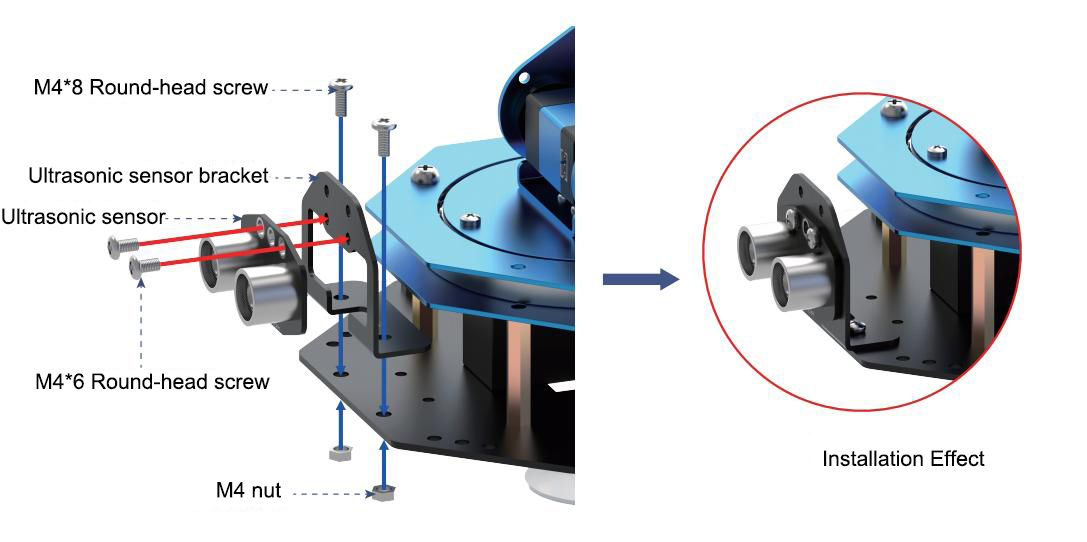 M4*8 Round-head screw
Ultrasonic sensor bracket
Ultrasonic sensor
M4*6 Round-head screw
M4 nut
Installation Effect